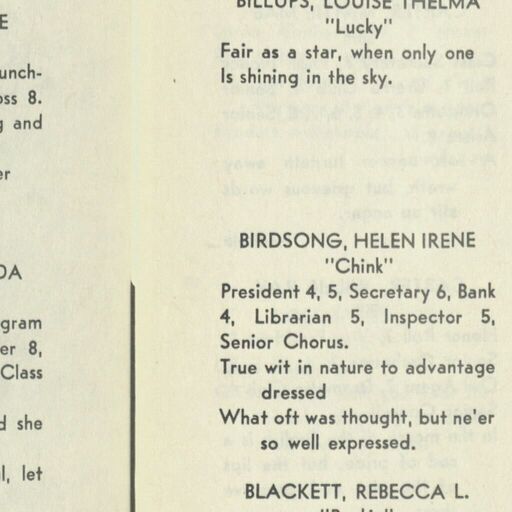 E
unch-
oss 8.
g and
er
DA
gram
er 8,
Class
d she
l, let
BILLUPS, LOUISE THELMA
"Lucky"
Fair as a star, when only one
Is shining in the sky.
BIRDSONG, HELEN IRENE
"Chink"
President 4, 5, Secretary 6, Bank
4, Librarian 5, Inspector 5,
Senior Chorus.
True wit in nature to advantage
dressed
What oft was thought, but ne'er
so well expressed.
BLACKETT, REBECCA L.